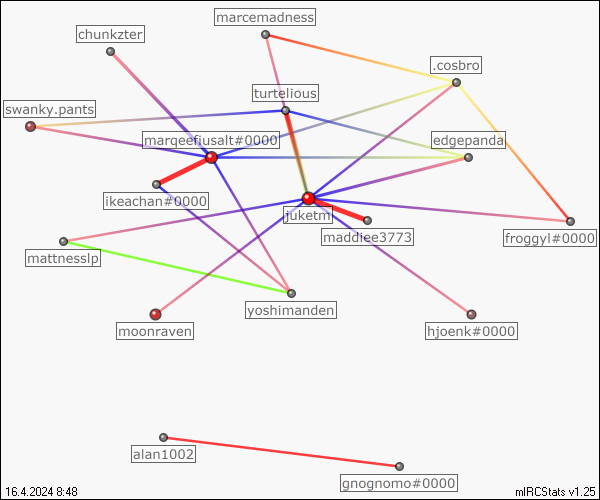 marcemadness
chunkzter
.cosbro
turtelious
swanky.pants
marqeefiusalt#0000
edgepanda
ikeachan#0000
juketm
maddiee3773
froggyl#0000
mattnesslp
yoshimanden
moonraven
hjoenk#0000
alan1002
gnognomo#0000
16.4.2024 8:48
mIRCStats v1.25